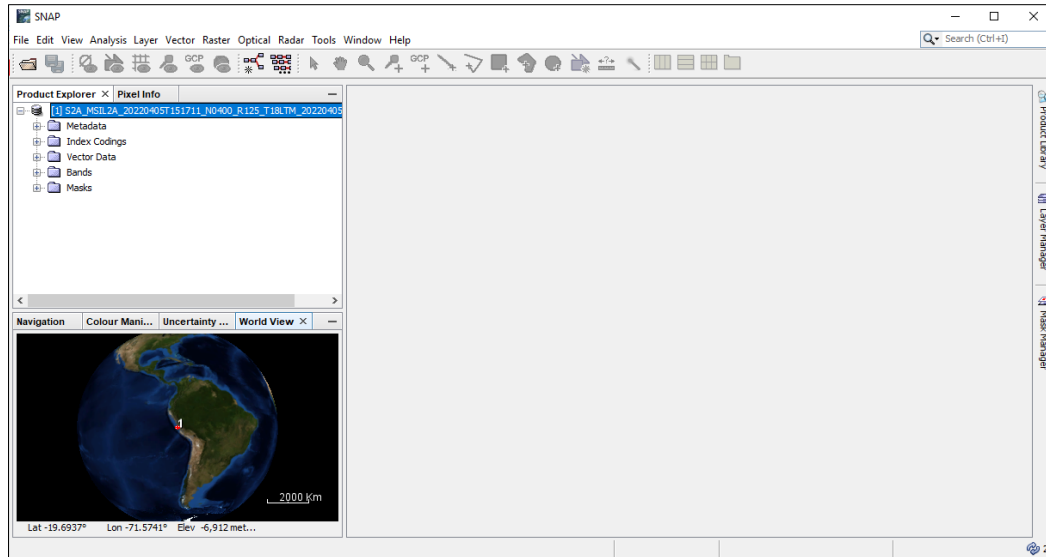 SNAP
File Edit View Analysis Layer Vector Raster Optical Radar Tools Window Help
Search (Ctrl+I)
GCP GCP
Product Explorer Pixel Info
[1] S2A_MSIL2A_20220405T151711_N0400_R125_T18LTM_20220405
Metadata
Index Codings
Vector Data
Bands
Masks
Product Library
Layer Manager
Mask Manager
Navigation Colour Mani... Uncertainty ... World View
1
2000 Km
Lat -19.6937° Lon -71.5741° Elev -6,912 met...